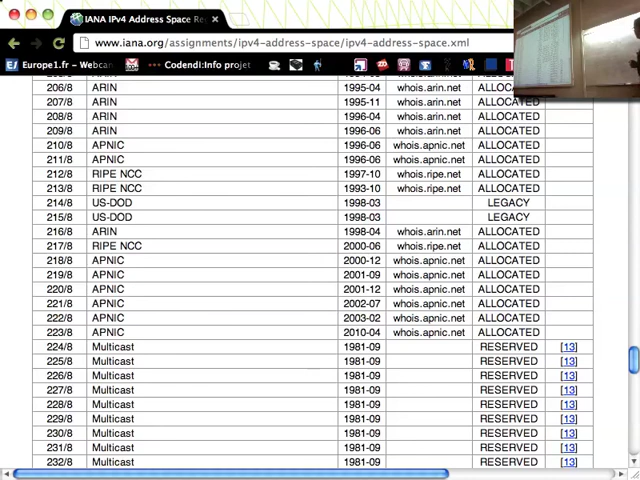 IANA IPv4 Address Space Re
www.iana.org/assignments/ipv4-address-space/ipv4-address-space.xml
Europe1.fr – Webcan
100+
Codendi:Info projet
206/8 ARIN 1995-04 whois.arin.net ALLOCATED
207/8 ARIN 1995-11 whois.arin.net ALLOCATED
208/8 ARIN 1996-04 whois.arin.net ALLOCATED
209/8 ARIN 1996-06 whois.arin.net ALLOCATED
210/8 APNIC 1996-06 whois.apnic.net ALLOCATED
211/8 APNIC 1996-06 whois.apnic.net ALLOCATED
212/8 RIPE NCC 1997-10 whois.ripe.net ALLOCATED
213/8 RIPE NCC 1993-10 whois.ripe.net ALLOCATED
214/8 US-DOD 1998-03 LEGACY
215/8 US-DOD 1998-03 LEGACY
216/8 ARIN 1998-04 whois.arin.net ALLOCATED
217/8 RIPE NCC 2000-06 whois.ripe.net ALLOCATED
218/8 APNIC 2000-12 whois.apnic.net ALLOCATED
219/8 APNIC 2001-09 whois.apnic.net ALLOCATED
220/8 APNIC 2001-12 whois.apnic.net ALLOCATED
221/8 APNIC 2002-07 whois.apnic.net ALLOCATED
222/8 APNIC 2003-02 whois.apnic.net ALLOCATED
223/8 APNIC 2010-04 whois.apnic.net ALLOCATED
224/8 Multicast 1981-09 RESERVED [13]
225/8 Multicast 1981-09 RESERVED [13]
226/8 Multicast 1981-09 RESERVED [13]
227/8 Multicast 1981-09 RESERVED [13]
228/8 Multicast 1981-09 RESERVED [13]
229/8 Multicast 1981-09 RESERVED [13]
230/8 Multicast 1981-09 RESERVED [13]
231/8 Multicast 1981-09 RESERVED [13]
232/8 Multicast 1981-09 RESERVED [13]